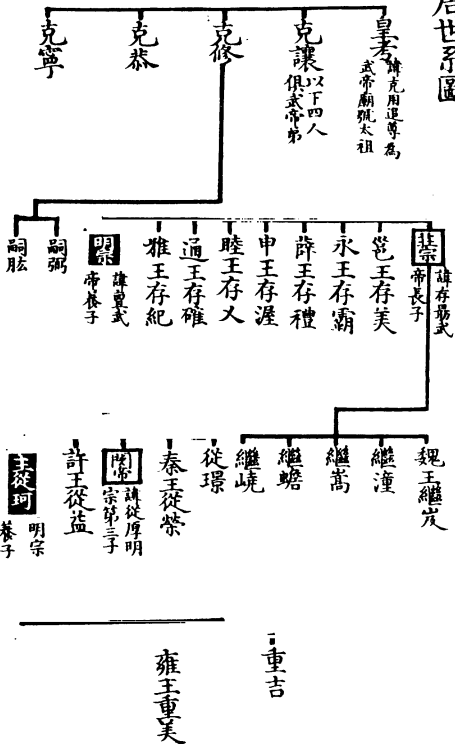 世系圖
皇考
諱克用追尊為
武帝廟號太祖
克讓
以下四人
俱武帝弟
克修
克恭
克寧
莊宗
諱存勗武
帝長子
邕王存美
永王存霸
薛王存禮
申王存渥
睦王存乂
通王存確
雅王存紀
明宗
諱亶武
帝養子
嗣弼
嗣肱
魏王繼岌
繼潼
繼嵩
繼蟾
繼嶢
從璟
秦王從榮
閔帝
諱從厚明
宗第三子
許王從益
王從珂
明宗
養子
重吉
雍王重美